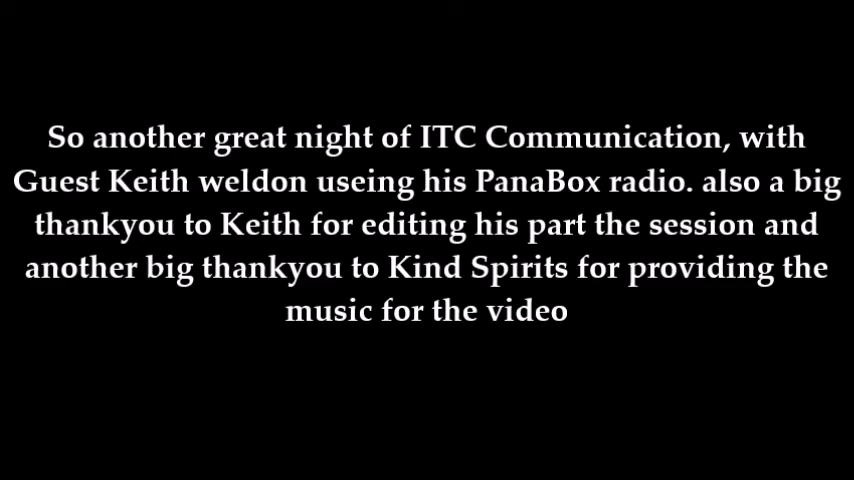 So another great night of ITC Communication, with
Guest Keith weldon useing his PanaBox radio. also a big
thankyou to Keith for editing his part the session and
another big thankyou to Kind Spirits for providing the
music for the video